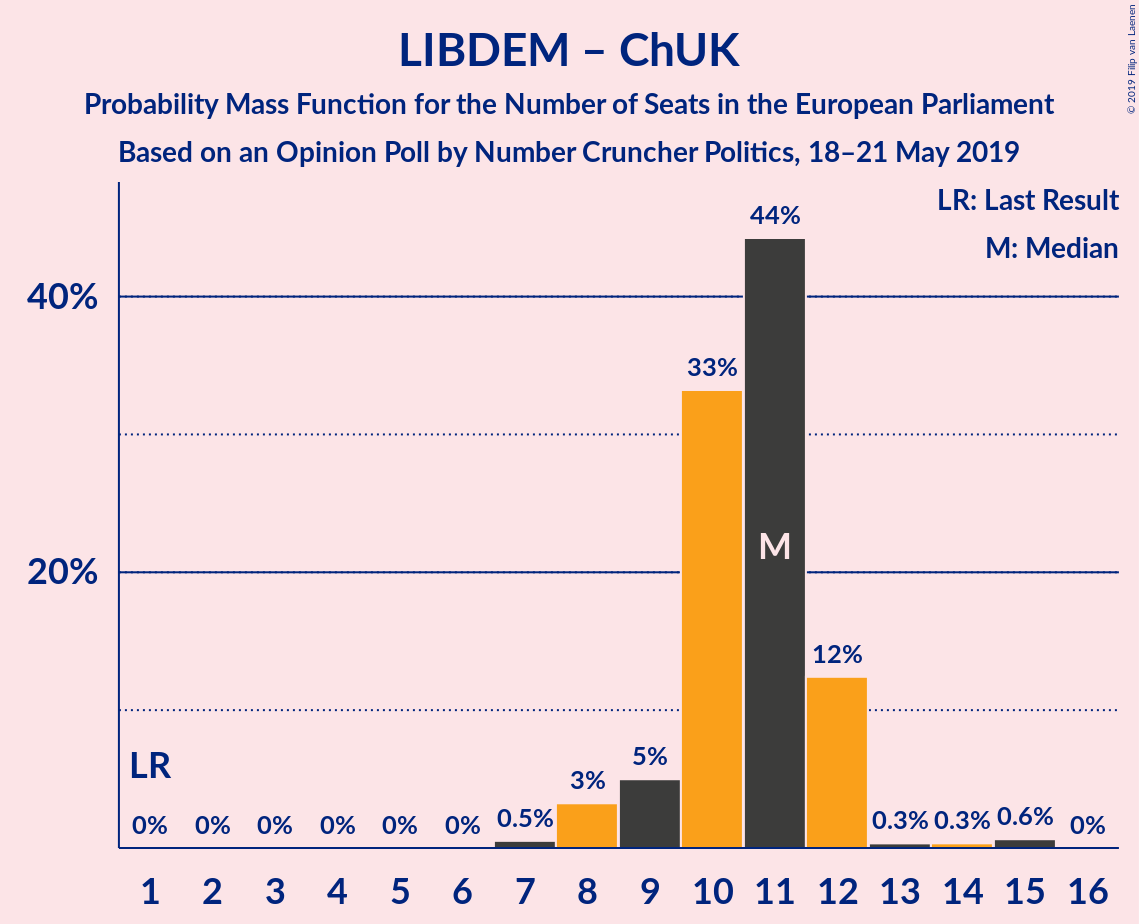 LIBDEM – ChUK
Probability Mass Function for the Number of Seats in the European Parliament
Based on an Opinion Poll by Number Cruncher Politics, 18–21 May 2019
© 2019 Filip van Laenen
LR: Last Result
M: Median
44%
40%
33%
M
20%
12%
LR
5%
3%
0% 0% 0% 0% 0% 0% 0.5% 0.3% 0.3% 0.6% 0%
1 2 3 4 5 6 7 8 9 10 11 12 13 14 15 16